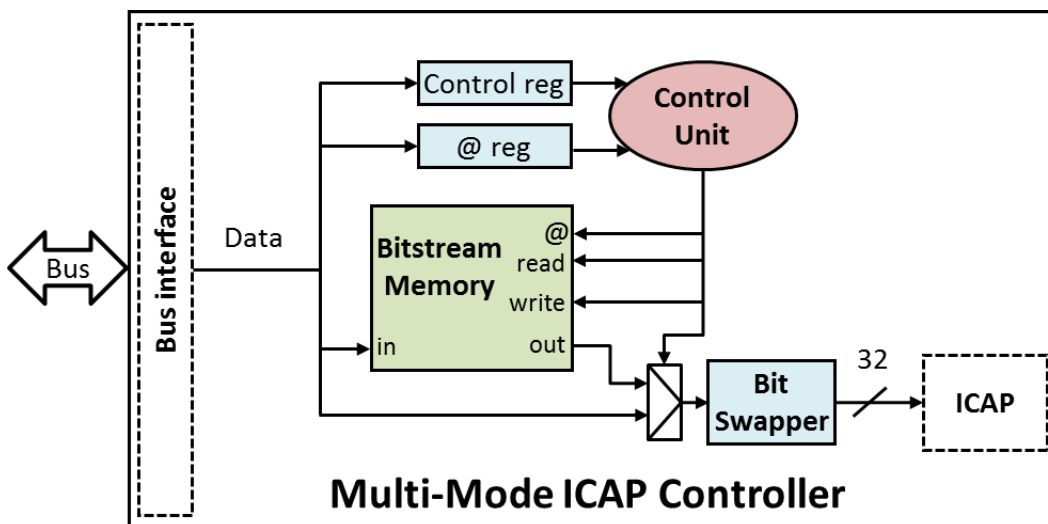 Control reg
Control
Unit
@ reg
Bus interface
Data
Bus
Bitstream
Memory
@
read
write
in
out
32
Bit
Swapper
ICAP
Multi-Mode ICAP Controller